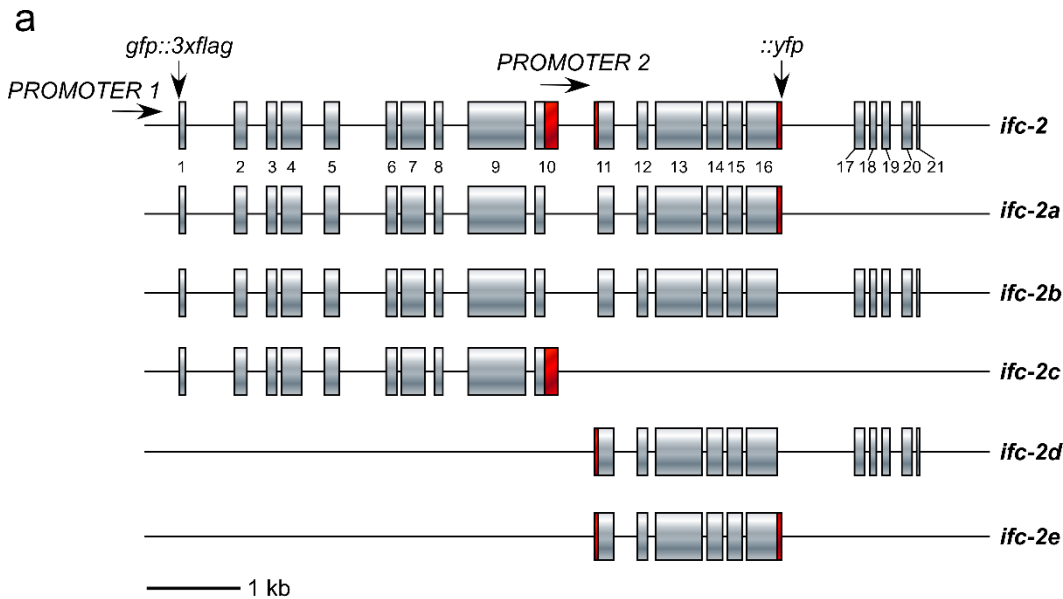 a
gfp::3xflag
::yfp
PROMOTER 1
PROMOTER 2
ifc-2
1 2 3 4 5 6 7 8 9 10 11 12 13 14 15 16 17 18 19 20 21
ifc-2a
ifc-2b
ifc-2c
ifc-2d
ifc-2e
1 kb